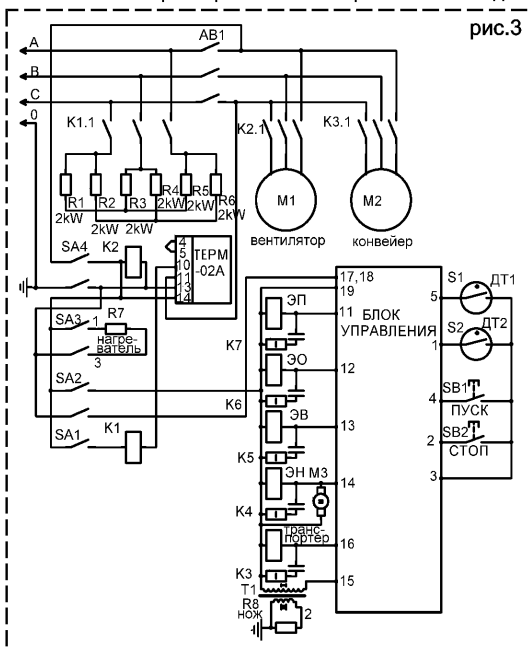 рис.3
A
AB1
B
C
0
K1.1
K2.1
K3.1
R1 R2 R3 R4 R5 R6
2kW 2kW 2kW 2kW 2kW 2kW
M1
M2
вентилятор
конвейер
SA4
K2
4
5
10
11
13
14
ТЕРМ
-02А
17,18
19
БЛОК
УПРАВЛЕНИЯ
S1
ДТ1
5
ЭП
11
S2
ДТ2
1
SA3
1
R7
нагре-
ватель
3
K7
ЭО
12
SA2
SB1
4
ПУСК
K6
ЭВ
13
SB2
2
СТОП
SA1
K1
K5
3
ЭН
M3
14
K4
транс-
портер
16
K3
T1
15
R8
нож
2